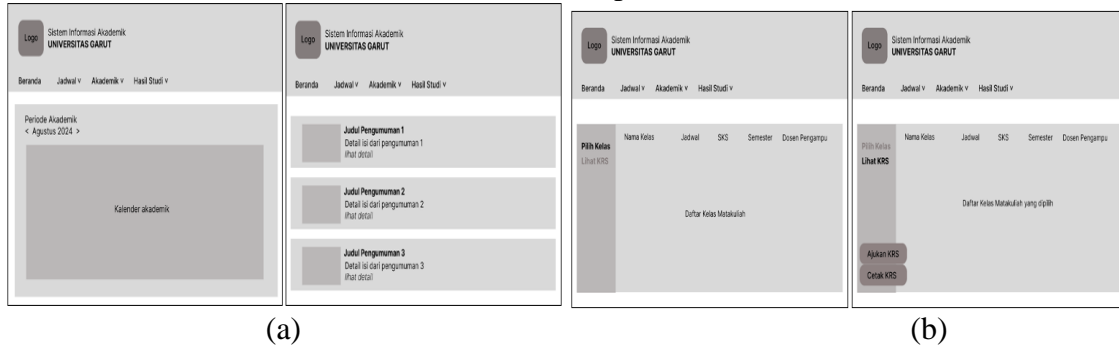 Logo
Sistem Informasi Akademik
UNIVERSITAS GARUT
Beranda Jadwal v Akademik v Hasil Studi v
Periode Akademik
< Agustus 2024 >
Kalender akademik
Logo
Sistem Informasi Akademik
UNIVERSITAS GARUT
Beranda Jadwal v Akademik v Hasil Studi v
Judul Pengumuman 1
Detail isi dari pengumuman 1
lihat detail
Judul Pengumuman 2
Detail isi dari pengumuman 2
lihat detail
Judul Pengumuman 3
Detail isi dari pengumuman 3
lihat detail
(a)
Logo
Sistem Informasi Akademik
UNIVERSITAS GARUT
Beranda Jadwal v Akademik v Hasil Studi v
Pilih Kelas
Lihat KRS
Nama Kelas Jadwal SKS Semester Dosen Pengampu
Daftar Kelas Matakuliah
Logo
Sistem Informasi Akademik
UNIVERSITAS GARUT
Beranda Jadwal v Akademik v Hasil Studi v
Pilih Kelas
Lihat KRS
Nama Kelas Jadwal SKS Semester Dosen Pengampu
Daftar Kelas Matakuliah yang dipilih
Ajukan KRS
Cetak KRS
(b)